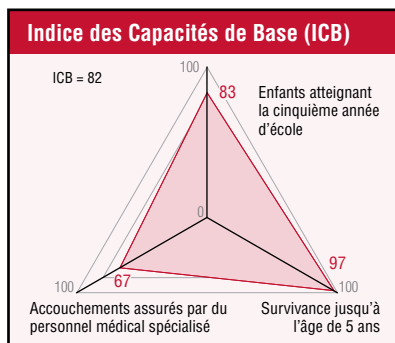 Indice des Capacités de Base (ICB)
ICB = 82
100
83
Enfants atteignant
la cinquième année
d'école
0
97
67
100
100
Accouchements assurés par du
personnel médical spécialisé
Survivance jusqu'à
l'âge de 5 ans